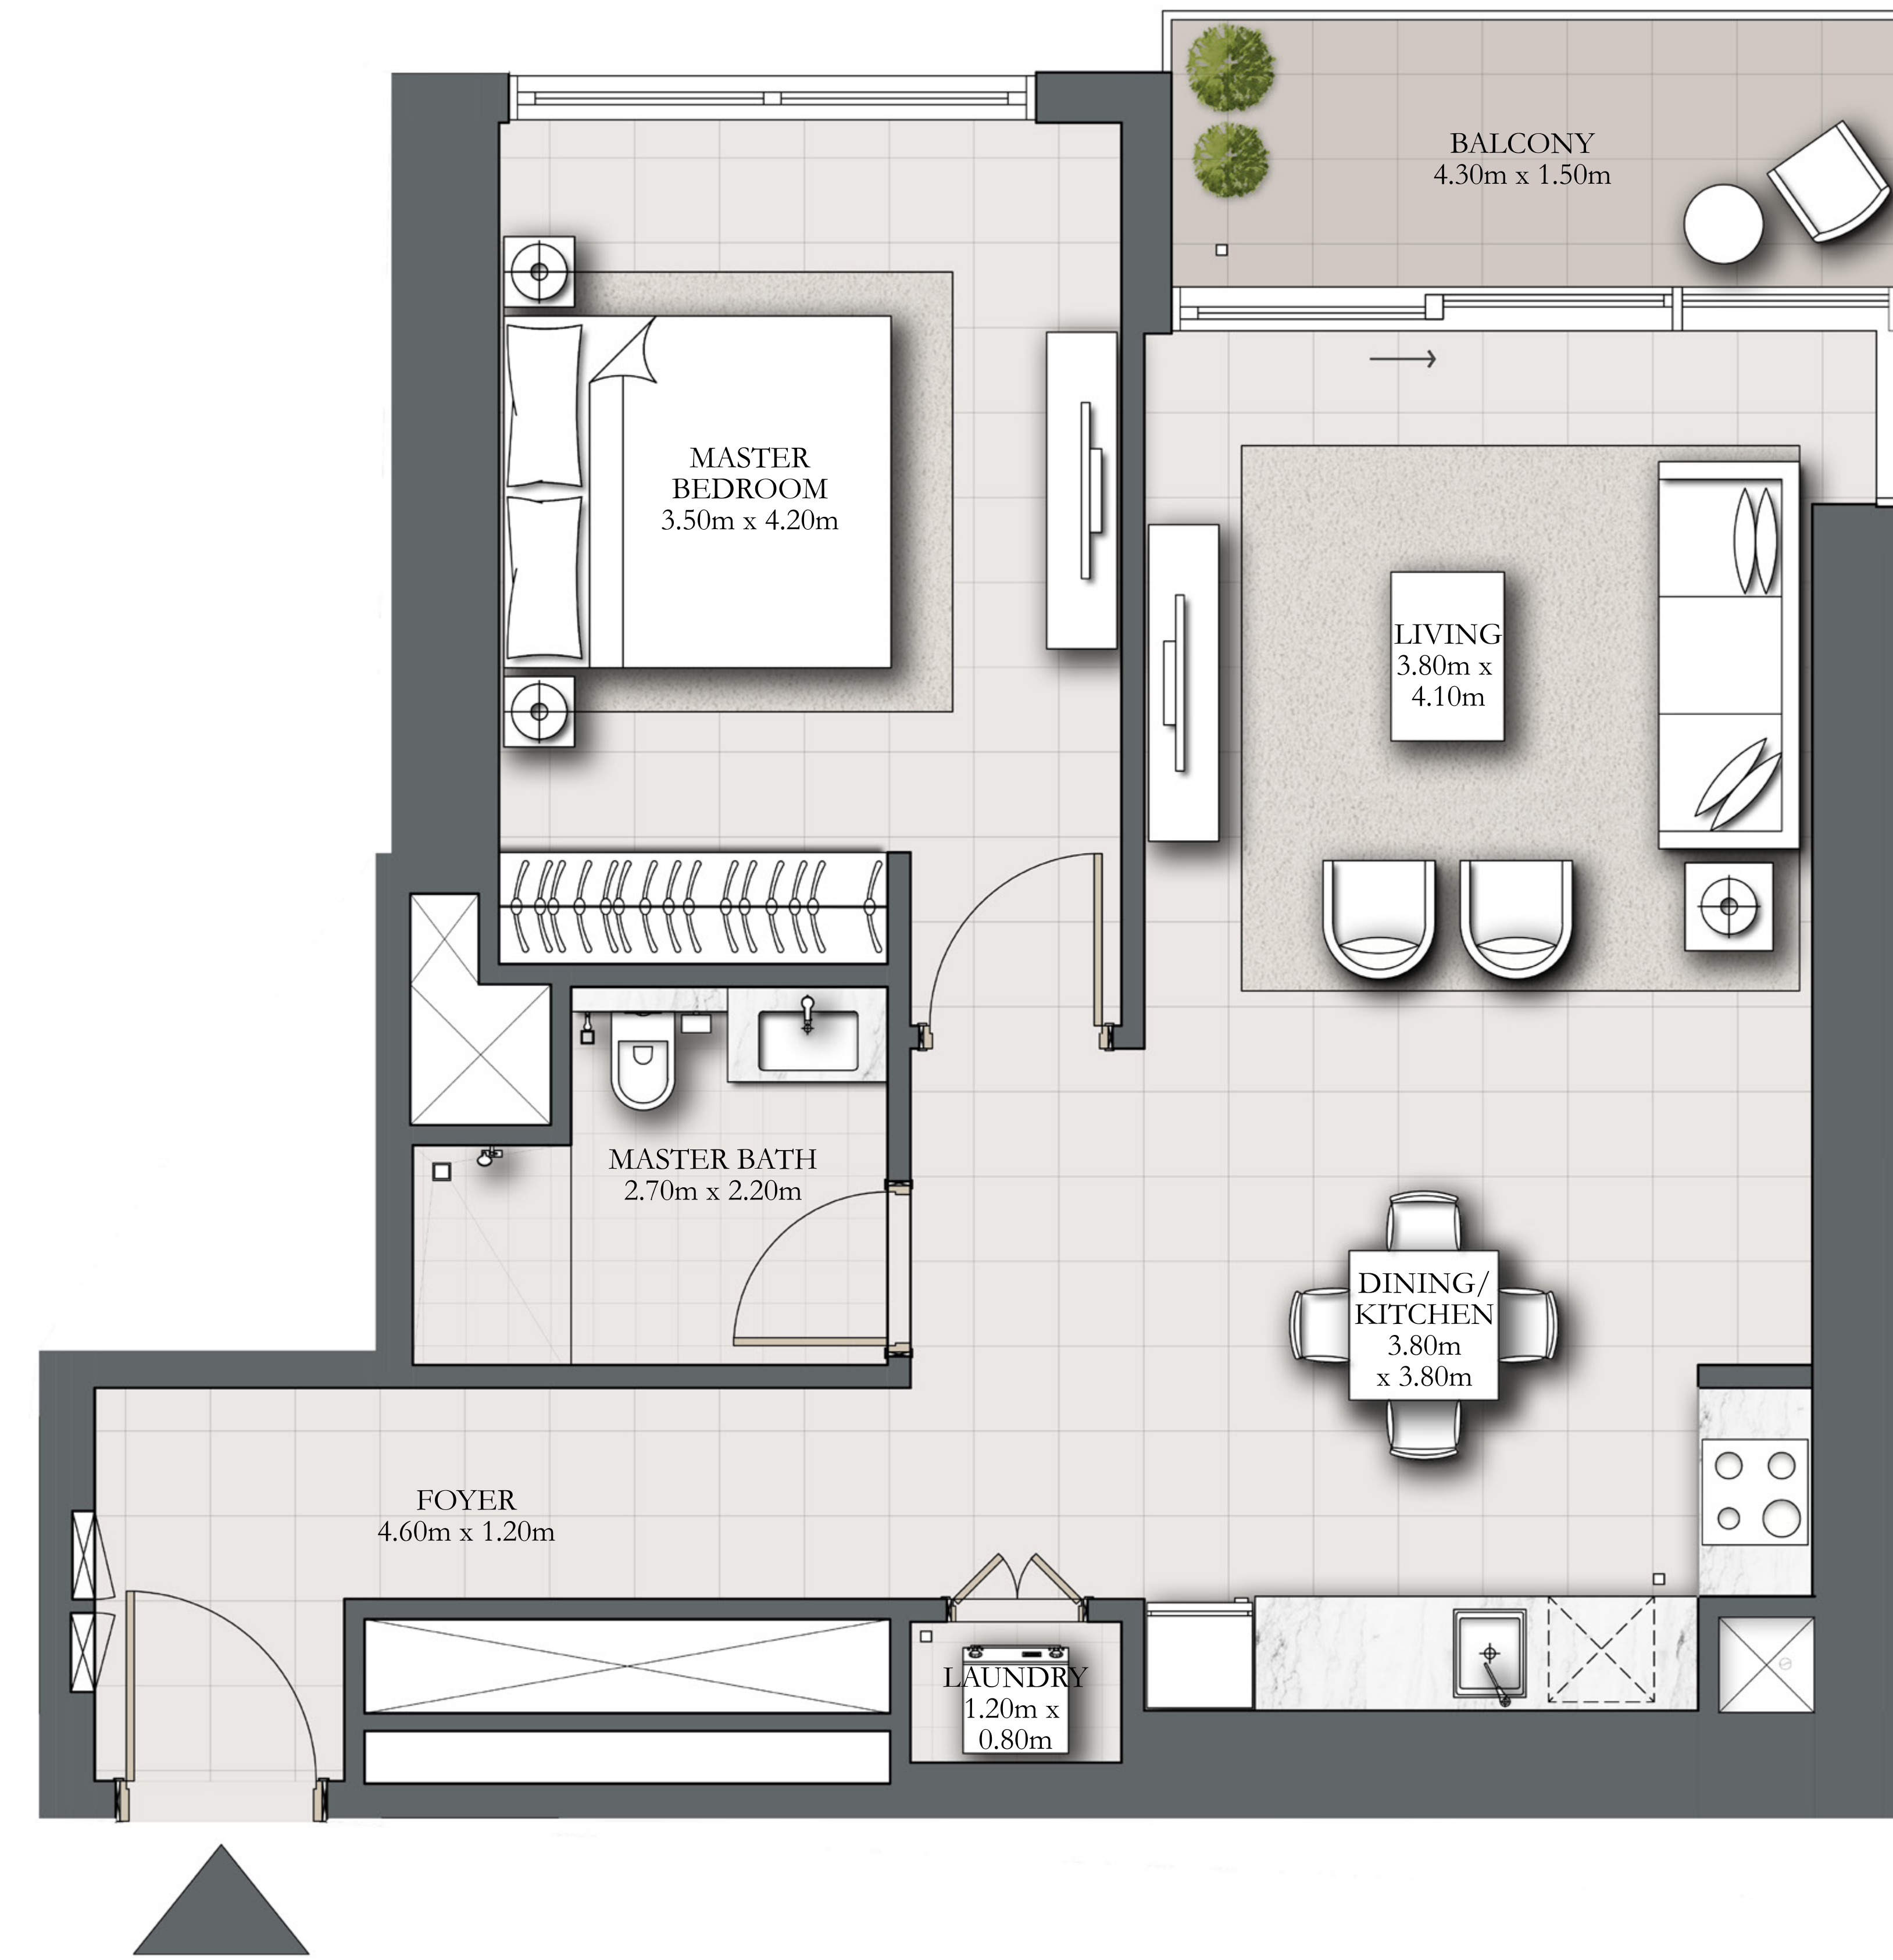 BALCONY
4.30m x 1.50m
MASTER
BEDROOM
3.50m x 4.20m
LIVING
3.80m x
4.10m
MASTER BATH
2.70m x 2.20m
DINING/
KITCHEN
3.80m
x 3.80m
FOYER
4.60m x 1.20m
LAUNDRY
1.20m x
0.80m